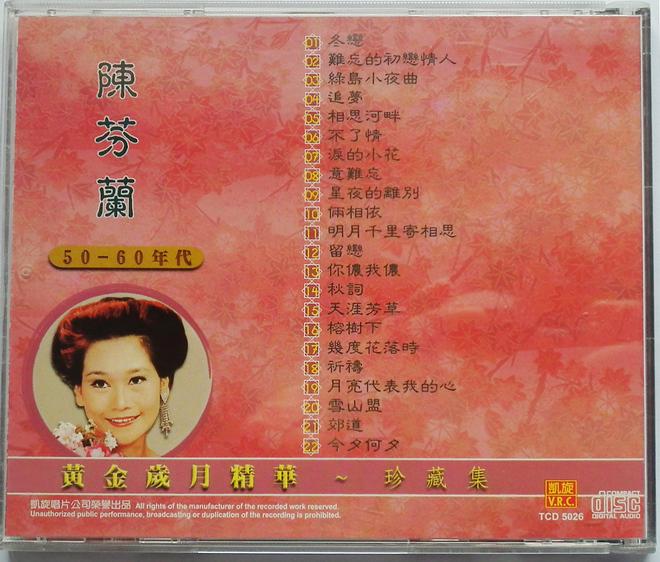 陳芬蘭
50-60年代
01 冬戀
02 難忘的初戀情人
03 綠島小夜曲
04 追夢
05 相思河畔
06 不了情
07 淚的小花
08 意難忘
09 星夜的離別
10 倆相依
11 明月千里寄相思
12 留戀
13 你儂我儂
14 秋詞
15 天涯芳草
16 榕樹下
17 幾度花落時
18 祈禱
19 月亮代表我的心
20 雪山盟
21 郊道
22 今夕何夕
黃金歲月精華 ~ 珍藏集
凱旋唱片公司榮譽出品 All rights of the manufacturer of the recorded work reserved.
Unauthorized public performance, broadcasting or duplication of the recording is prohibited.
凱旋
V.R.C.
TCD 5026
COMPACT
disc
DIGITAL AUDIO